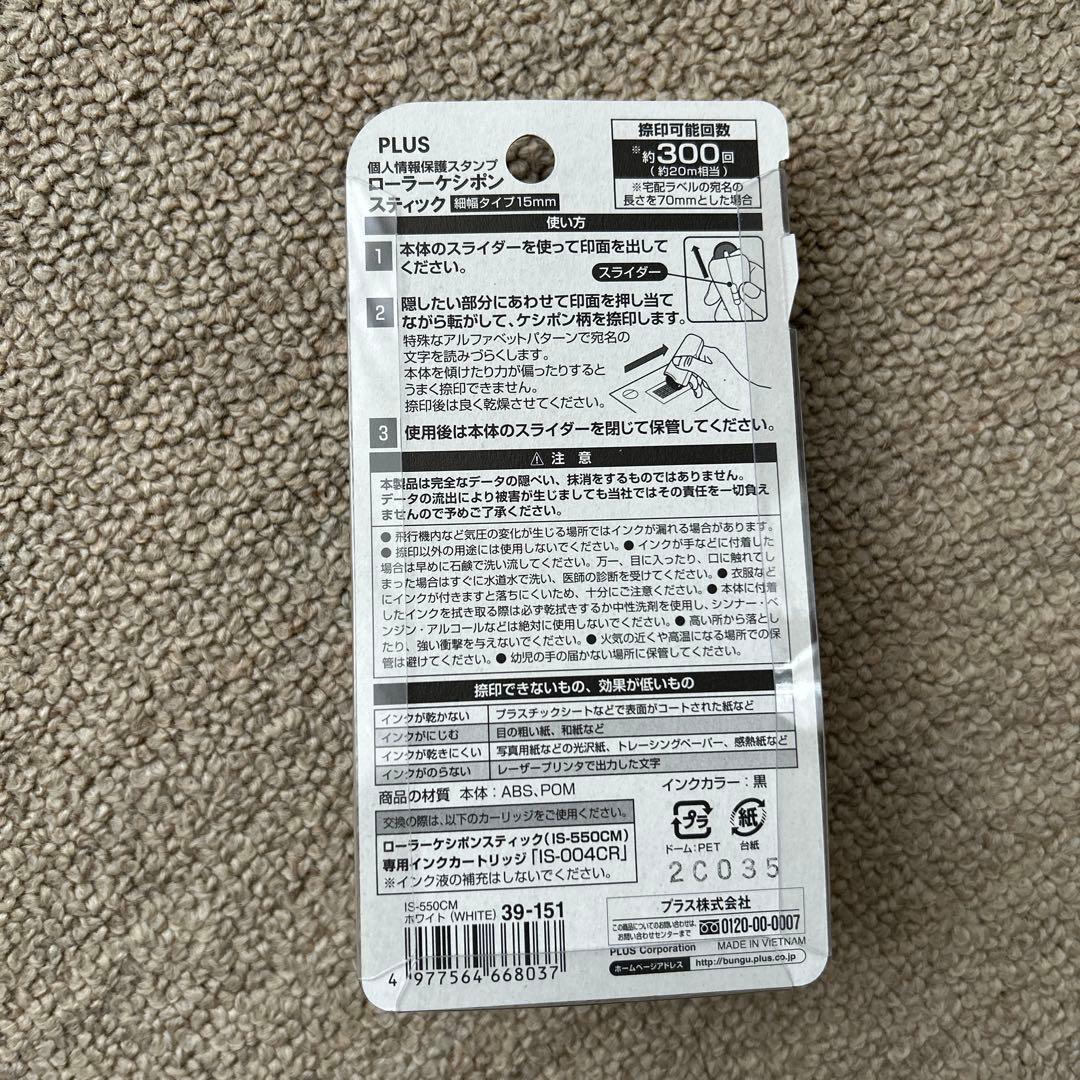 PLUS
個人情報保護スタンプ
ローラーケシポン
スティック 細幅タイプ15mm
捺印可能回数
※約300回
(約20m相当)
※宅配ラベルの宛名の
長さを70mmとした場合
使い方
1 本体のスライダーを使って印面を出して
ください。
スライダー
2 隠したい部分にあわせて印面を押し当て
ながら転がして、ケシポン柄を捺印します。
特殊なアルファベットパターンで宛名の
文字を読みづらくします。
本体を傾けたり力が偏ったりすると
うまく捺印できません。
捺印後は良く乾燥させてください。
3 使用後は本体のスライダーを閉じて保管してください。
⚠ 注 意
本製品は完全なデータの隠ぺい、抹消をするものではありません。
データの流出により被害が生じましても当社ではその責任を一切負え
ませんので予めご了承ください。
● 飛行機内など気圧の変化が生じる場所ではインクが漏れる場合があります。
● 捺印以外の用途には使用しないでください。● インクが手などに付着した
場合は早めに石鹸で洗い流してください。万一、目に入ったり、口に触れてし
まった場合はすぐに水道水で洗い、医師の診断を受けてください。● 衣服など
にインクが付きますと落ちにくいため、十分にご注意ください。● 本体に付着
したインクを拭き取る際は必ず乾拭きするか中性洗剤を使用し、シンナー・ベ
ンジン・アルコールなどは絶対に使用しないでください。● 高い所から落とし
たり、強い衝撃を与えないでください。● 火気の近くや高温になる場所での保
管は避けてください。● 幼児の手の届かない場所に保管してください。
捺印できないもの、効果が低いもの
インクが乾かない プラスチックシートなどで表面がコートされた紙など
インクがにじむ 目の粗い紙、和紙など
インクが乾きにくい 写真用紙などの光沢紙、トレーシングペーパー、感熱紙など
インクがのらない レーザープリンタで出力した文字
商品の材質 本体：ABS、POM
インクカラー：黒
交換の際は、以下のカートリッジをご使用ください。
ローラーケシポンスティック(IS-550CM)
専用インクカートリッジ「IS-004CR」
※インク液の補充はしないでください。
プラ
ドーム：PET
紙
台紙
2C035
IS-550CM
ホワイト(WHITE) 39-151
4 977564 668037
プラス株式会社
この商品についてのお問い合わせは、
お問い合わせセンターまで
0120-00-0007
PLUS Corporation MADE IN VIETNAM
ホームページアドレス http://bungu.plus.co.jp